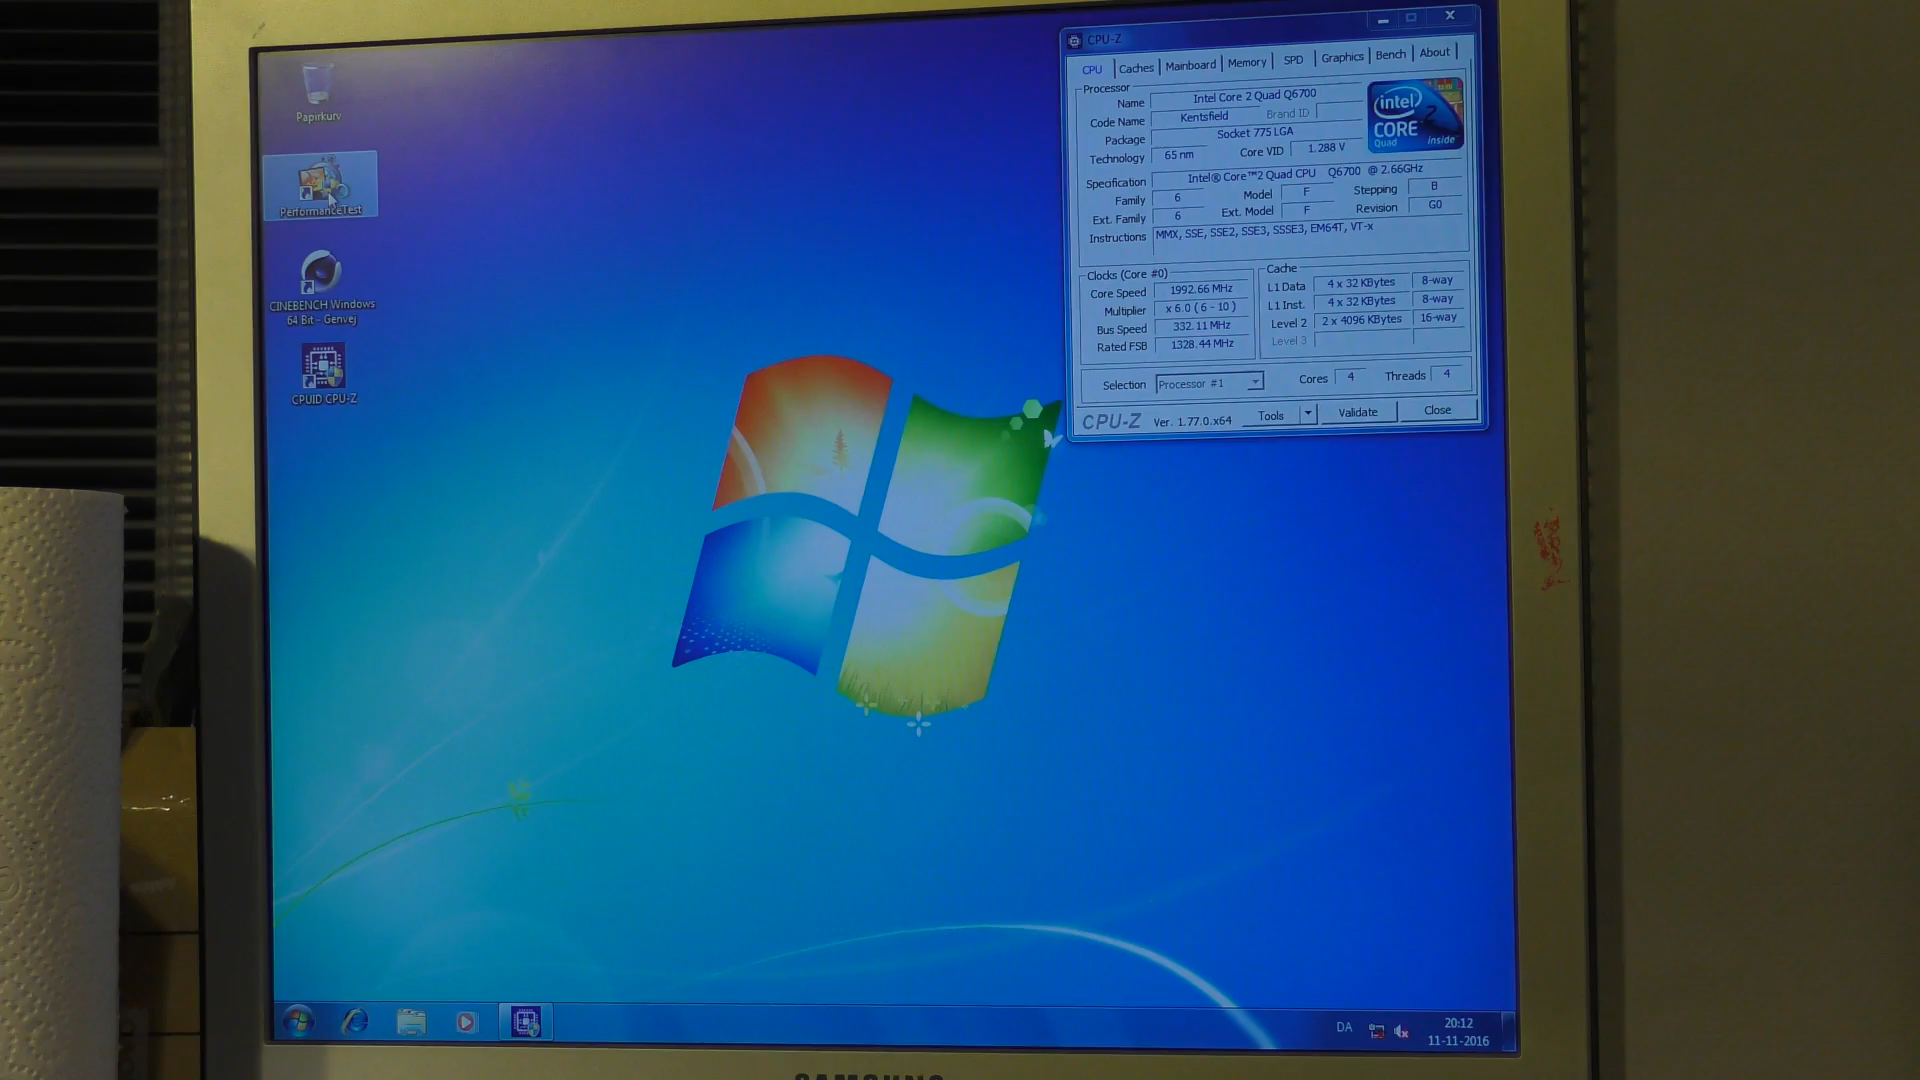 Papirkurv
PerformanceTest
CINEBENCH Windows
64 Bit - Genvej
CPUID CPU-Z
CPU-Z
CPU
Caches
Mainboard
Memory
SPD
Graphics
Bench
About
Processor
Name Intel Core 2 Quad Q6700
Code Name Kentsfield Brand ID
Package Socket 775 LGA
Technology 65 nm Core VID 1.288 V
intel
CORE 2
Quad inside
Specification Intel® Core™2 Quad CPU Q6700 @ 2.66GHz
Family 6 Model F Stepping B
Ext. Family 6 Ext. Model F Revision G0
Instructions MMX, SSE, SSE2, SSE3, SSSE3, EM64T, VT-x
Clocks (Core #0)
Core Speed 1992.66 MHz
Multiplier x 6.0 ( 6 - 10 )
Bus Speed 332.11 MHz
Rated FSB 1328.44 MHz
Cache
L1 Data 4 x 32 KBytes 8-way
L1 Inst. 4 x 32 KBytes 8-way
Level 2 2 x 4096 KBytes 16-way
Level 3
Selection Processor #1 Cores 4 Threads 4
CPU-Z Ver. 1.77.0.x64 Tools Validate Close
DA
20:12
11-11-2016
SAMSUNG